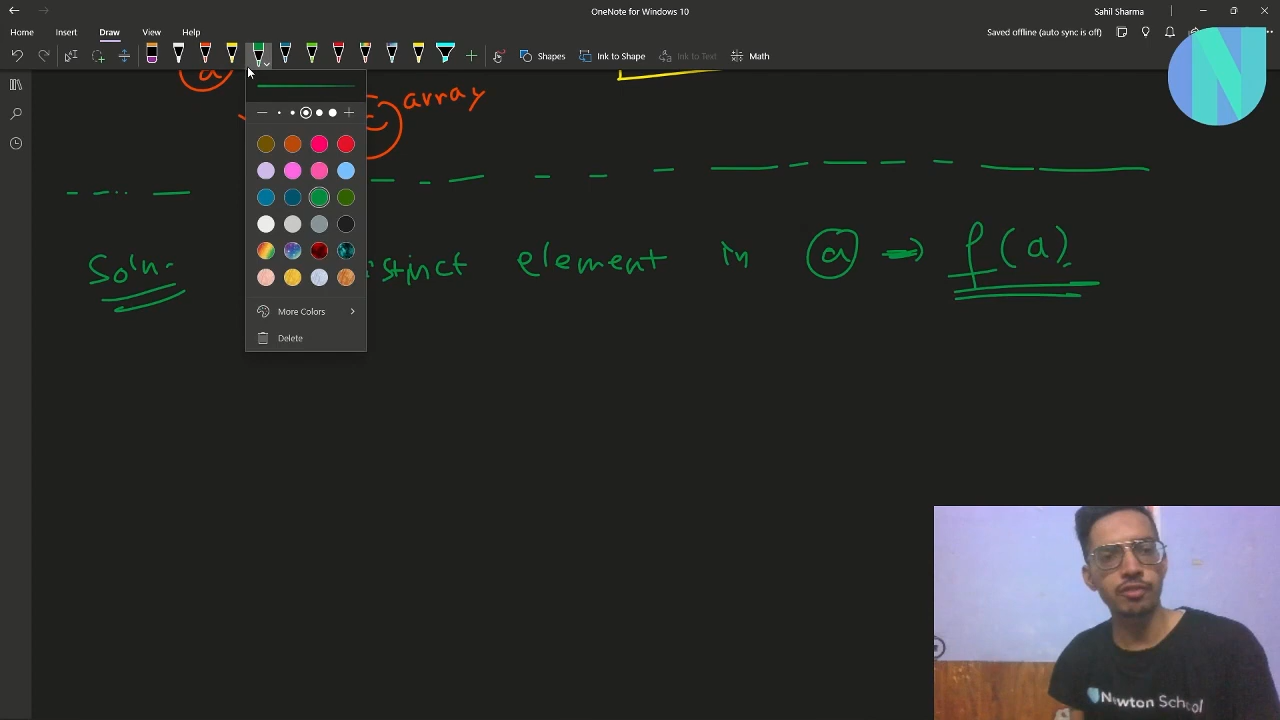 OneNote for Windows 10
Sahil Sharma
Home Insert Draw View Help
Saved offline (auto sync is off)
Shapes Ink to Shape Ink to Text Math
a
array
Soln:
stinct element in a → f(a)
More Colors
Delete
N
Newton School